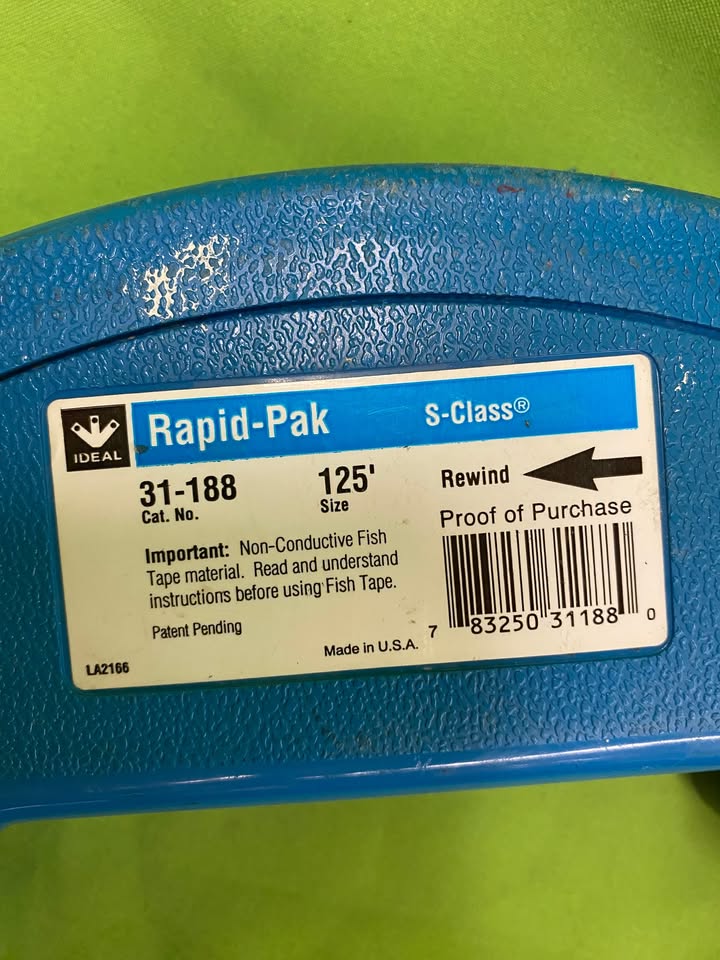 IDEAL
Rapid-Pak
S-Class®
31-188
Cat. No.
125'
Size
Rewind
Proof of Purchase
Important: Non-Conductive Fish
Tape material. Read and understand
instructions before using Fish Tape.
Patent Pending
Made in U.S.A.
LA2166
7 83250 31188 0